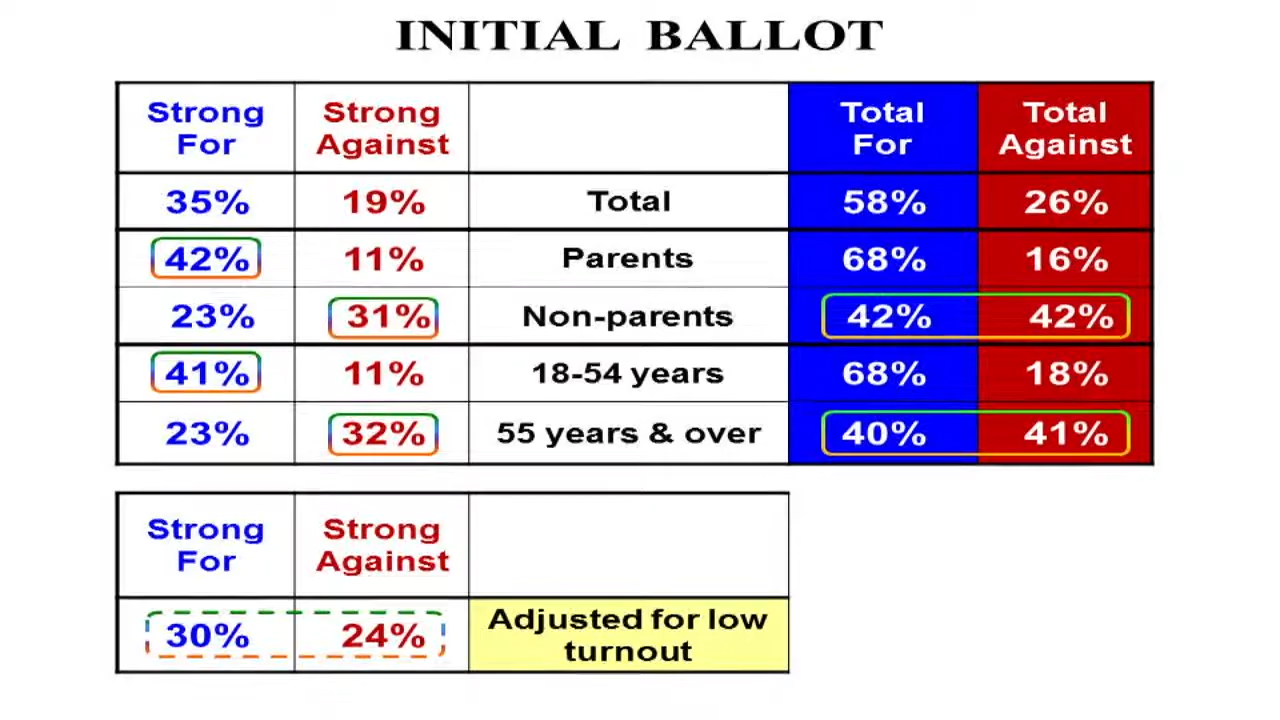 INITIAL BALLOT
Strong For Strong Against Total For Total Against
35% 19% Total 58% 26%
42% 11% Parents 68% 16%
23% 31% Non-parents 42% 42%
41% 11% 18-54 years 68% 18%
23% 32% 55 years & over 40% 41%
Strong For Strong Against
30% 24% Adjusted for low turnout